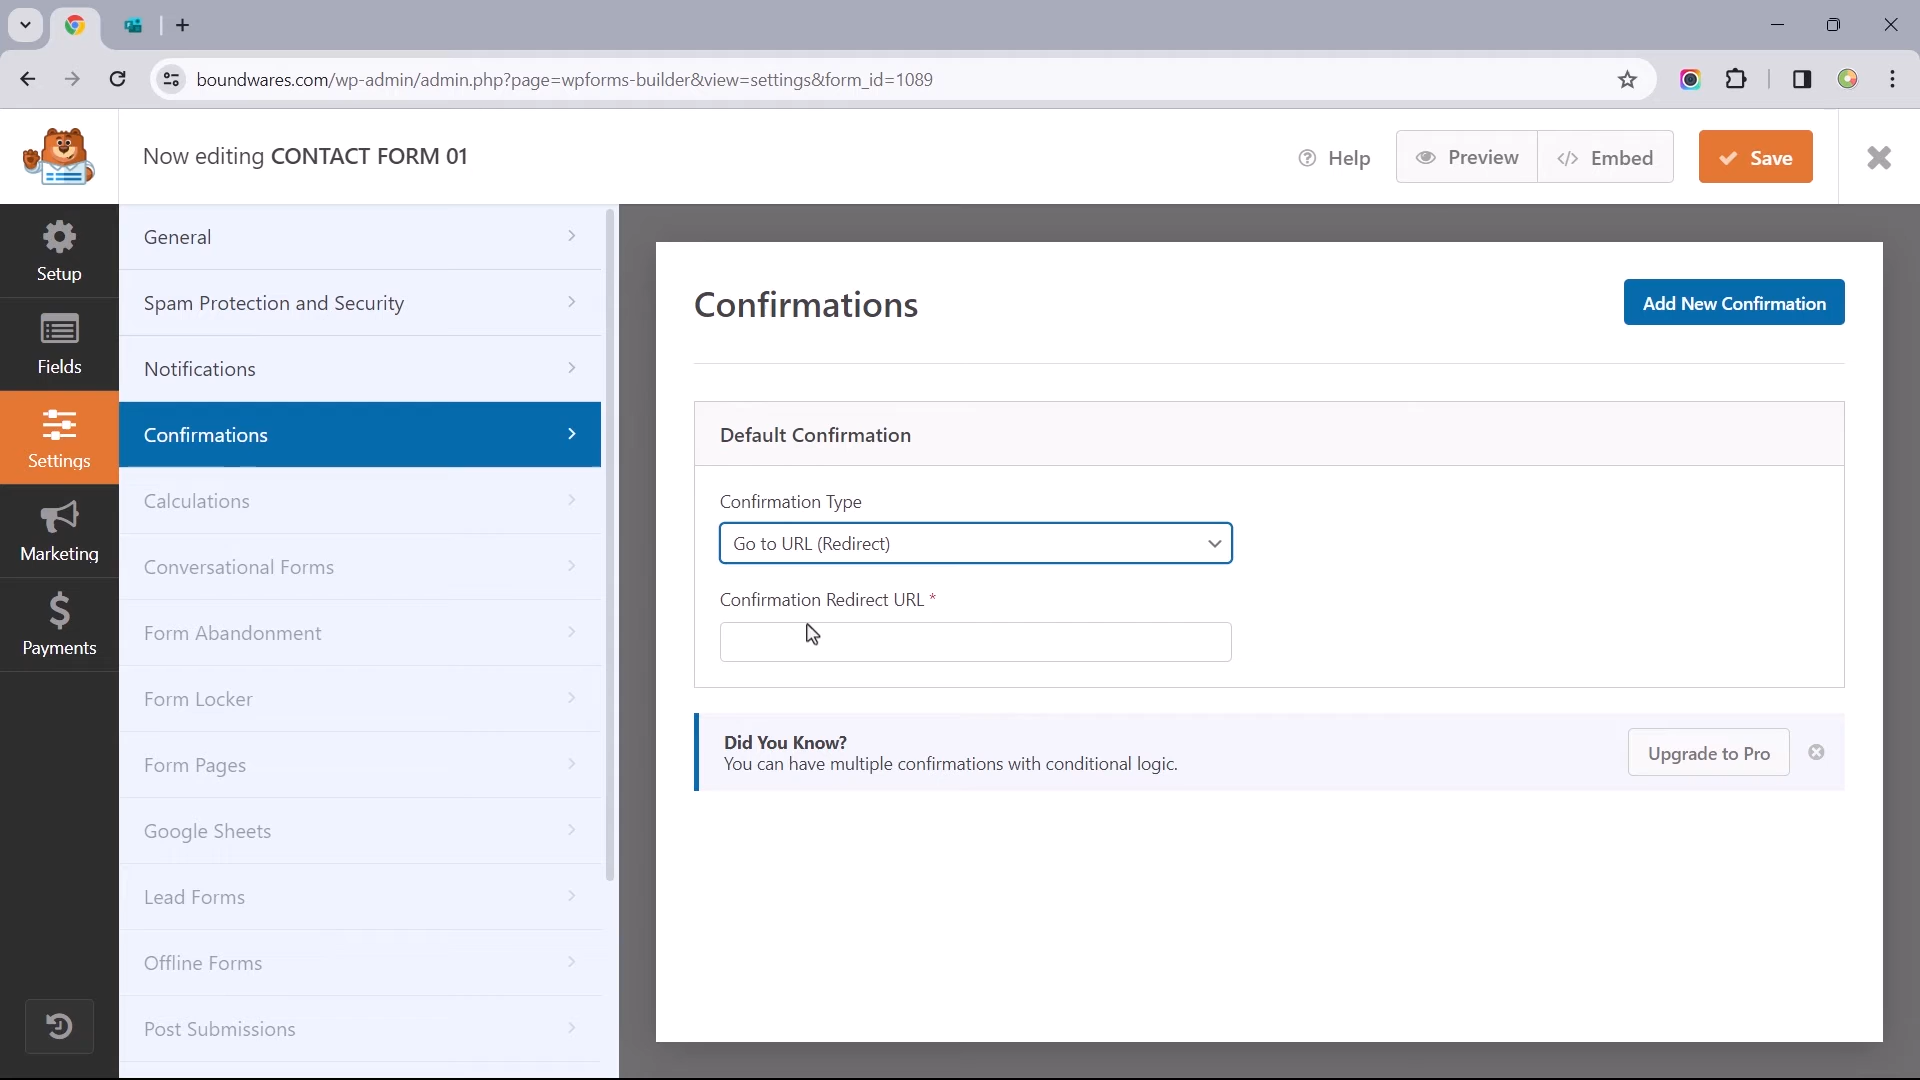 boundwares.com/wp-admin/admin.php?page=wpforms-builder&view=settings&form_id=1089
Now editing CONTACT FORM 01
Help
Preview
Embed
Save
Setup
Fields
Settings
Marketing
Payments
General
Spam Protection and Security
Notifications
Confirmations
Calculations
Conversational Forms
Form Abandonment
Form Locker
Form Pages
Google Sheets
Lead Forms
Offline Forms
Post Submissions
Confirmations
Add New Confirmation
Default Confirmation
Confirmation Type
Go to URL (Redirect)
Confirmation Redirect URL *
Did You Know?
You can have multiple confirmations with conditional logic.
Upgrade to Pro